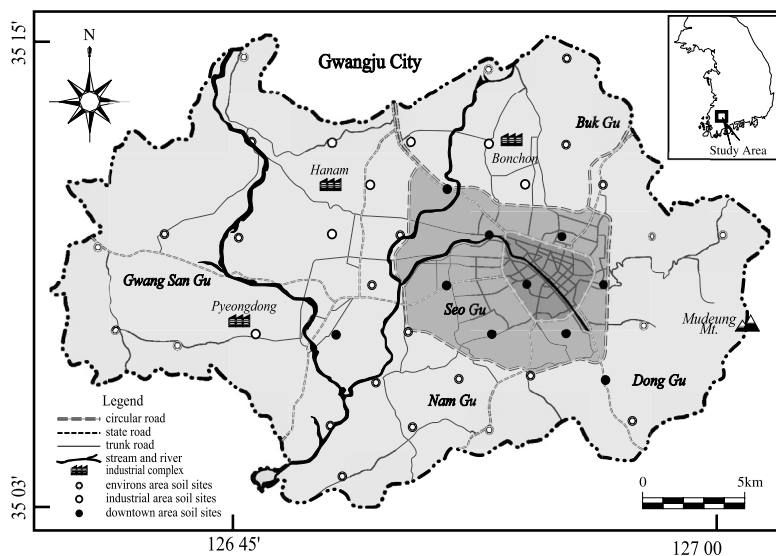 35 15'
N
Gwangju City
Buk Gu
Study Area
Hanam
Bonchon
Gwang San Gu
Pyeongdong
Seo Gu
Mudeung
Mt.
Nam Gu
Dong Gu
Legend
circular road
state road
trunk road
stream and river
industrial complex
environs area soil sites
industrial area soil sites
downtown area soil sites
0 5km
35 03'
126 45'
127 00